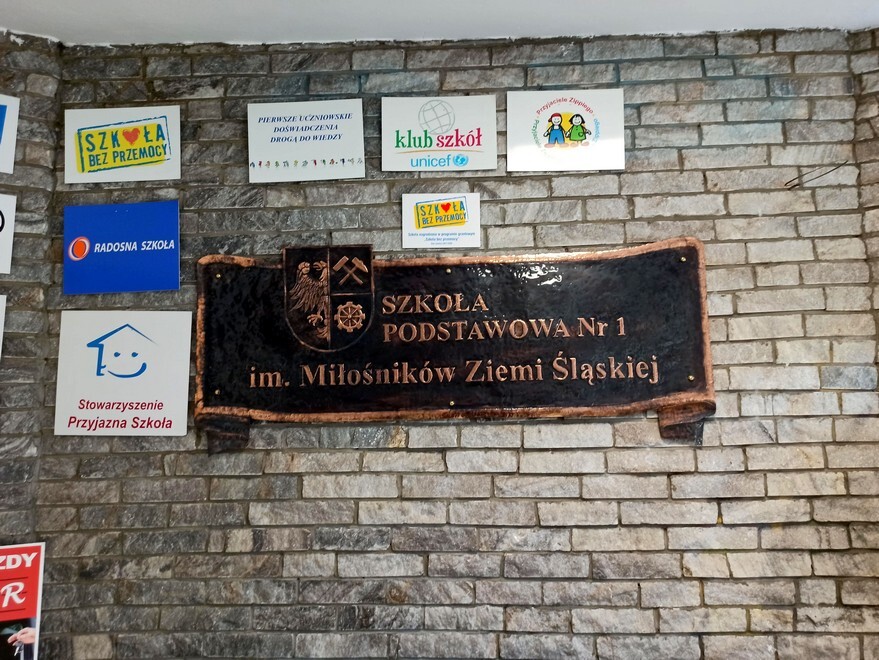 SZKOŁA
BEZ PRZEMOCY
PIERWSZE UCZNIOWSKIE
DOŚWIADCZENIA
DROGĄ DO WIEDZY
klub szkół
unicef
Przyjaciele Zippiego
SZKOŁA
BEZ PRZEMOCY
RADOSNA SZKOŁA
SZKOŁA
PODSTAWOWA Nr 1
im. Miłośników Ziemi Śląskiej
Stowarzyszenie
Przyjazna Szkoła
ZDY
R